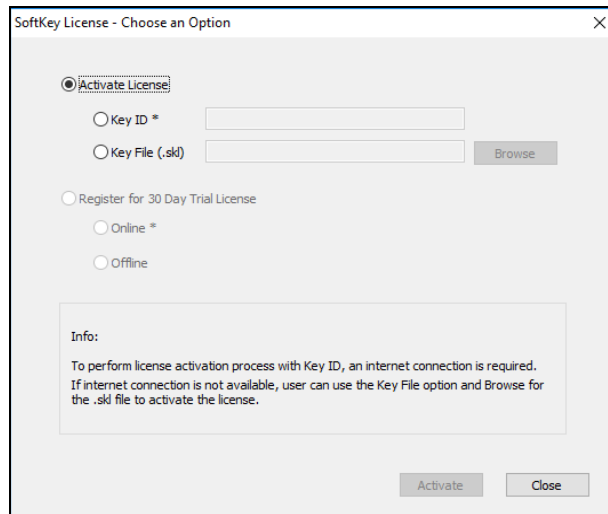 SoftKey License - Choose an Option
Activate License
Key ID *
Key File (.skl)
Browse
Register for 30 Day Trial License
Online *
Offline
Info:
To perform license activation process with Key ID, an internet connection is required.
If internet connection is not available, user can use the Key File option and Browse for
the .skl file to activate the license.
Activate
Close